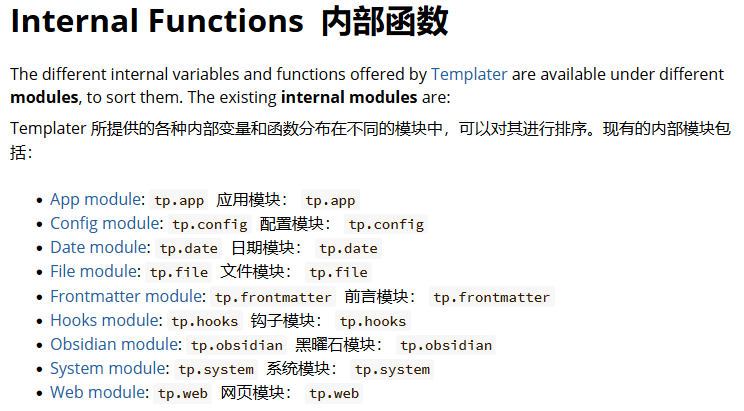 Internal Functions 内部函数
The different internal variables and functions offered by Templater are available under different
modules, to sort them. The existing internal modules are:
Templater 所提供的各种内部变量和函数分布在不同的模块中，可以对其进行排序。现有的内部模块包
括：
• App module: tp.app 应用模块： tp.app
• Config module: tp.config 配置模块： tp.config
• Date module: tp.date 日期模块： tp.date
• File module: tp.file 文件模块： tp.file
• Frontmatter module: tp.frontmatter 前言模块： tp.frontmatter
• Hooks module: tp.hooks 钩子模块： tp.hooks
• Obsidian module: tp.obsidian 黑曜石模块： tp.obsidian
• System module: tp.system 系统模块： tp.system
• Web module: tp.web 网页模块： tp.web